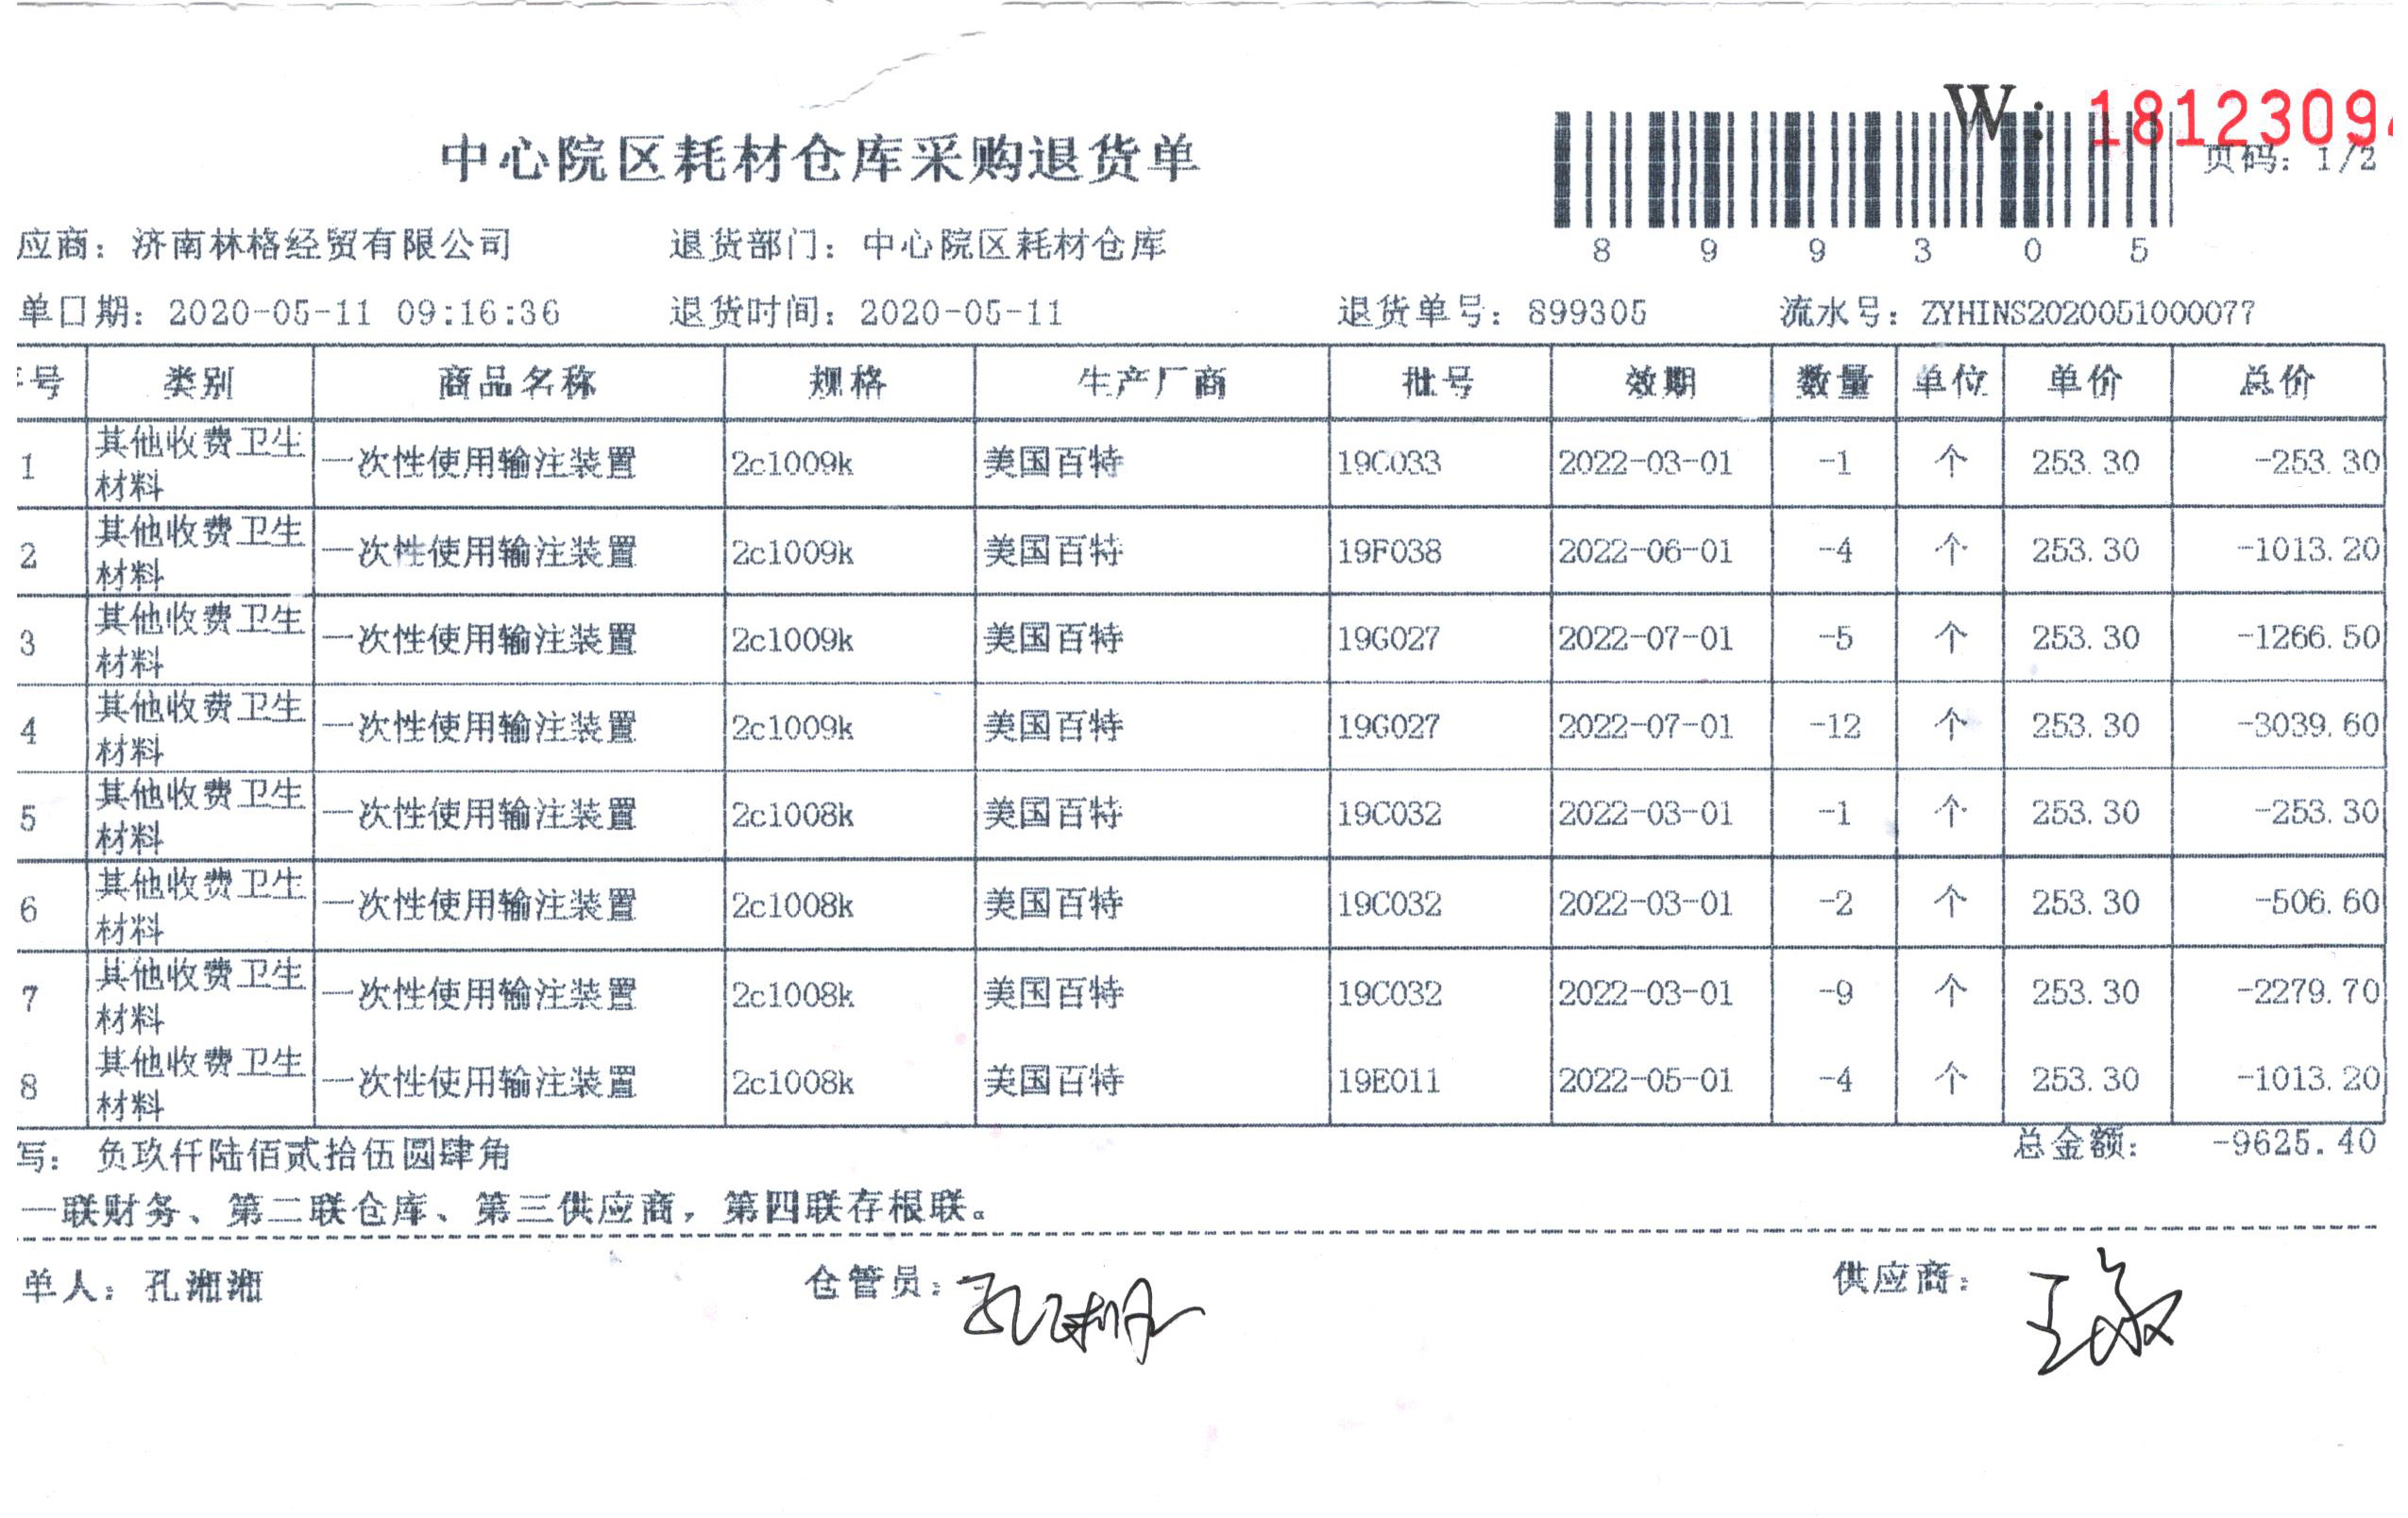 中心院区耗材仓库采购退货单
W: 18123094
页码: 1/2
899305
应商: 济南林格经贸有限公司 退货部门: 中心院区耗材仓库
单日期: 2020-05-11 09:16:36 退货时间: 2020-05-11 退货单号: 899305 流水号: ZYHINS2020051000077
号 类别 商品名称 规格 生产厂商 批号 效期 数量 单位 单价 总价
1 其他收费卫生材料 一次性使用输注装置 2c1009k 美国百特 19C033 2022-03-01 -1 个 253.30 -253.30
2 其他收费卫生材料 一次性使用输注装置 2c1009k 美国百特 19F038 2022-06-01 -4 个 253.30 -1013.20
3 其他收费卫生材料 一次性使用输注装置 2c1009k 美国百特 19G027 2022-07-01 -5 个 253.30 -1266.50
4 其他收费卫生材料 一次性使用输注装置 2c1009k 美国百特 19G027 2022-07-01 -12 个 253.30 -3039.60
5 其他收费卫生材料 一次性使用输注装置 2c1008k 美国百特 19C032 2022-03-01 -1 个 253.30 -253.30
6 其他收费卫生材料 一次性使用输注装置 2c1008k 美国百特 19C032 2022-03-01 -2 个 253.30 -506.60
7 其他收费卫生材料 一次性使用输注装置 2c1008k 美国百特 19C032 2022-03-01 -9 个 253.30 -2279.70
8 其他收费卫生材料 一次性使用输注装置 2c1008k 美国百特 19E011 2022-05-01 -4 个 253.30 -1013.20
写: 负玖仟陆佰贰拾伍圆肆角 总金额: -9625.40
一联财务、第二联仓库、第三供应商，第四联存根联。
单人: 孔湘湘 仓管员: 供应商: